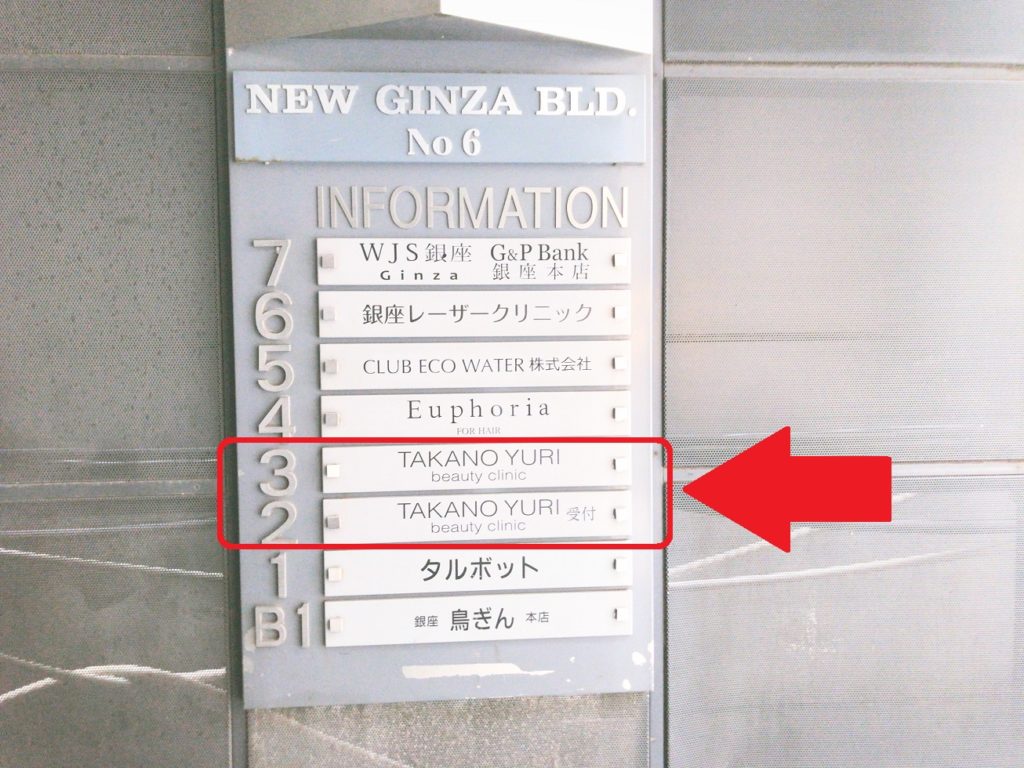 NEW GINZA BLD.
No 6
INFORMATION
7 WJS銀座 G&P Bank
Ginza 銀座本店
6 銀座レーザークリニック
5 CLUB ECO WATER 株式会社
4 Euphoria
FOR HAIR
3 TAKANO YURI
beauty clinic
2 TAKANO YURI 受付
beauty clinic
1 タルボット
B1 銀座 鳥ぎん 本店